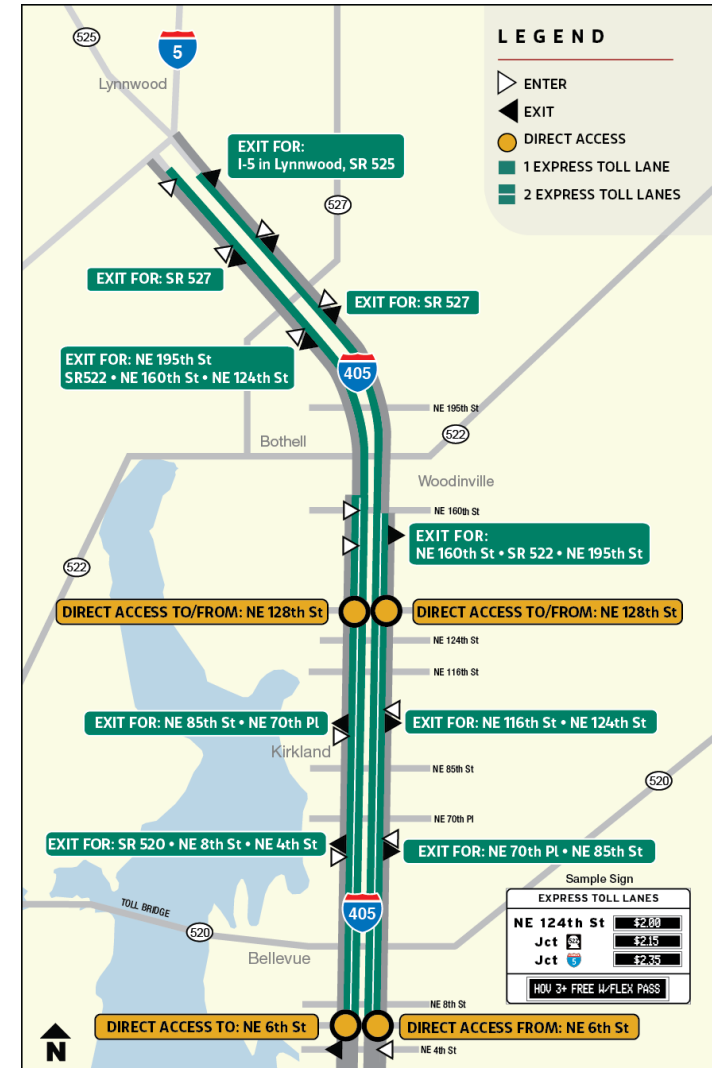 525
5
Lynnwood
LEGEND
ENTER
EXIT
DIRECT ACCESS
1 EXPRESS TOLL LANE
2 EXPRESS TOLL LANES
EXIT FOR:
I-5 in Lynnwood, SR 525
527
EXIT FOR: SR 527
EXIT FOR: SR 527
EXIT FOR: NE 195th St
SR522 • NE 160th St • NE 124th St
405
NE 195th St
522
Bothell
Woodinville
NE 160th St
EXIT FOR:
NE 160th St • SR 522 • NE 195th St
522
DIRECT ACCESS TO/FROM: NE 128th St
DIRECT ACCESS TO/FROM: NE 128th St
NE 124th St
NE 116th St
EXIT FOR: NE 85th St • NE 70th Pl
EXIT FOR: NE 116th St • NE 124th St
Kirkland
NE 85th St
520
NE 70th Pl
EXIT FOR: SR 520 • NE 8th St • NE 4th St
EXIT FOR: NE 70th Pl • NE 85th St
Sample Sign
EXPRESS TOLL LANES
NE 124th St $2.00
Jct 522 $2.15
Jct 5 $2.35
HOV 3+ FREE W/FLEX PASS
405
TOLL BRIDGE
520
Bellevue
NE 8th St
DIRECT ACCESS TO: NE 6th St
DIRECT ACCESS FROM: NE 6th St
NE 4th St
N